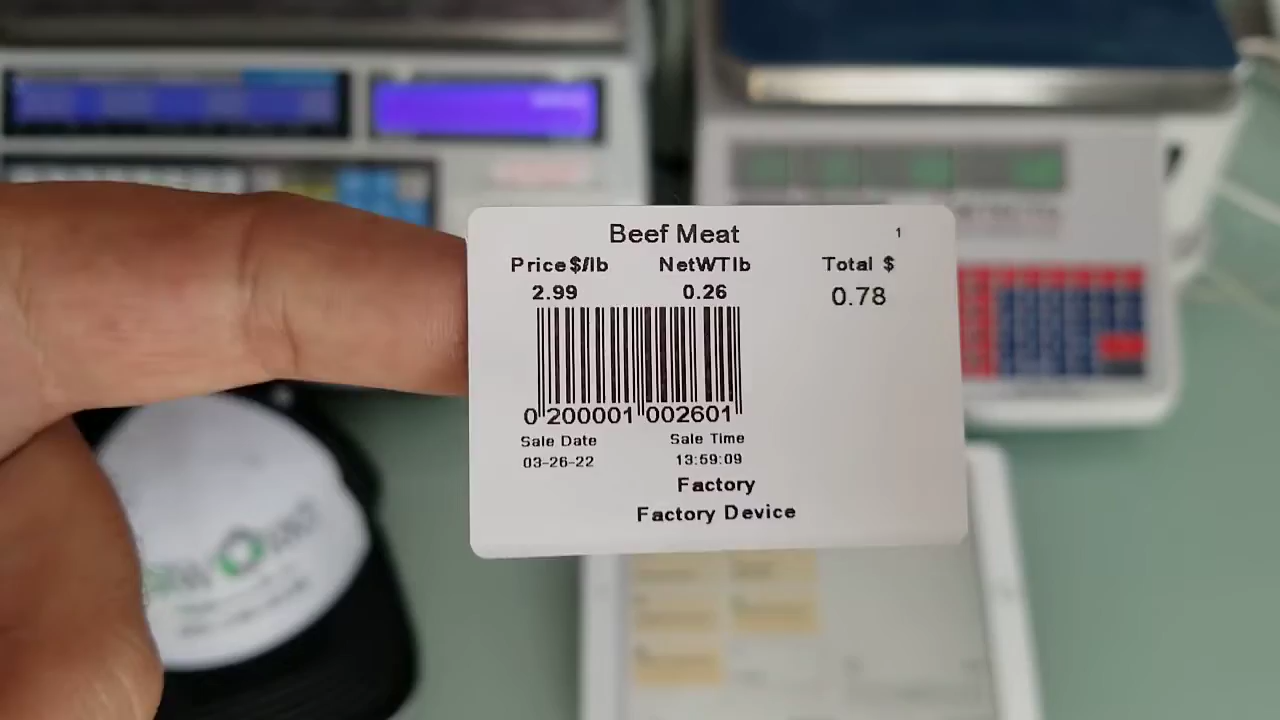 Beef Meat 1
Price$/lb NetWTlb Total $
2.99 0.26 0.78
0 200001 002601
Sale Date Sale Time
03-26-22 13:59:09
Factory
Factory Device